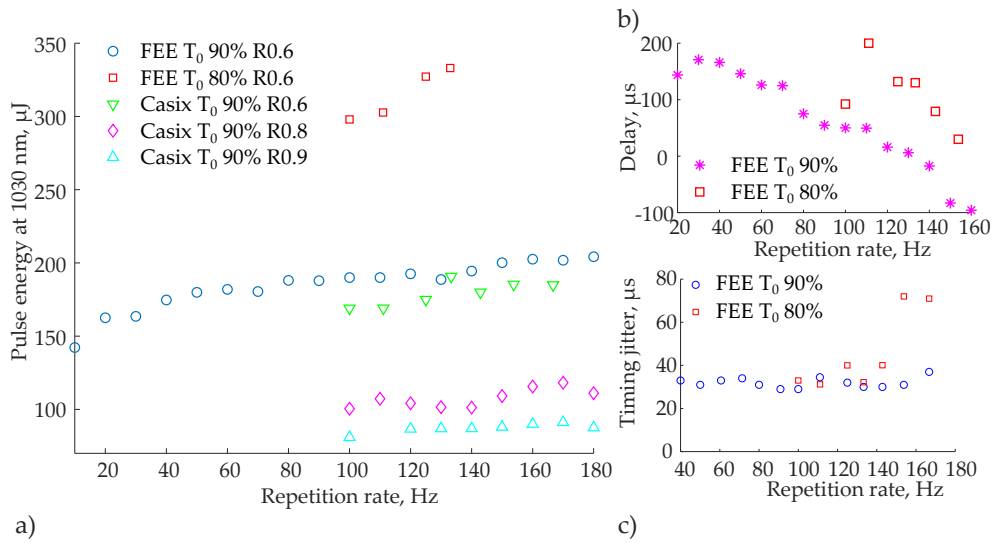 350
300
250
200
150
100
20 40 60 80 100 120 140 160 180
Pulse energy at 1030 nm, μJ
Repetition rate, Hz
FEE T0 90% R0.6
FEE T0 80% R0.6
Casix T0 90% R0.6
Casix T0 90% R0.8
Casix T0 90% R0.9
a)
b)
200
100
0
-100
20 40 60 80 100 120 140 160
Delay, μs
Repetition rate, Hz
FEE T0 90%
FEE T0 80%
80
60
40
20
0
40 60 80 100 120 140 160 180
Timing jitter, μs
Repetition rate, Hz
FEE T0 90%
FEE T0 80%
c)